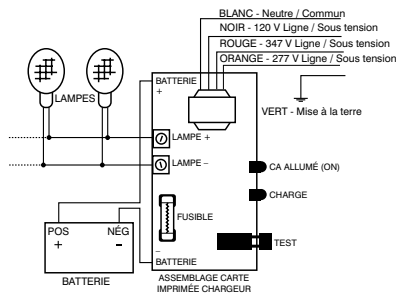 BLANC - Neutre / Commun
NOIR - 120 V Ligne / Sous tension
ROUGE - 347 V Ligne / Sous tension
ORANGE - 277 V Ligne / Sous tension
BATTERIE
+
LAMPES
VERT - Mise à la terre
LAMPE +
LAMPE –
CA ALLUMÉ (ON)
CHARGE
FUSIBLE
POS
NÉG
+
–
TEST
–
BATTERIE
BATTERIE
ASSEMBLAGE CARTE
IMPRIMÉE CHARGEUR